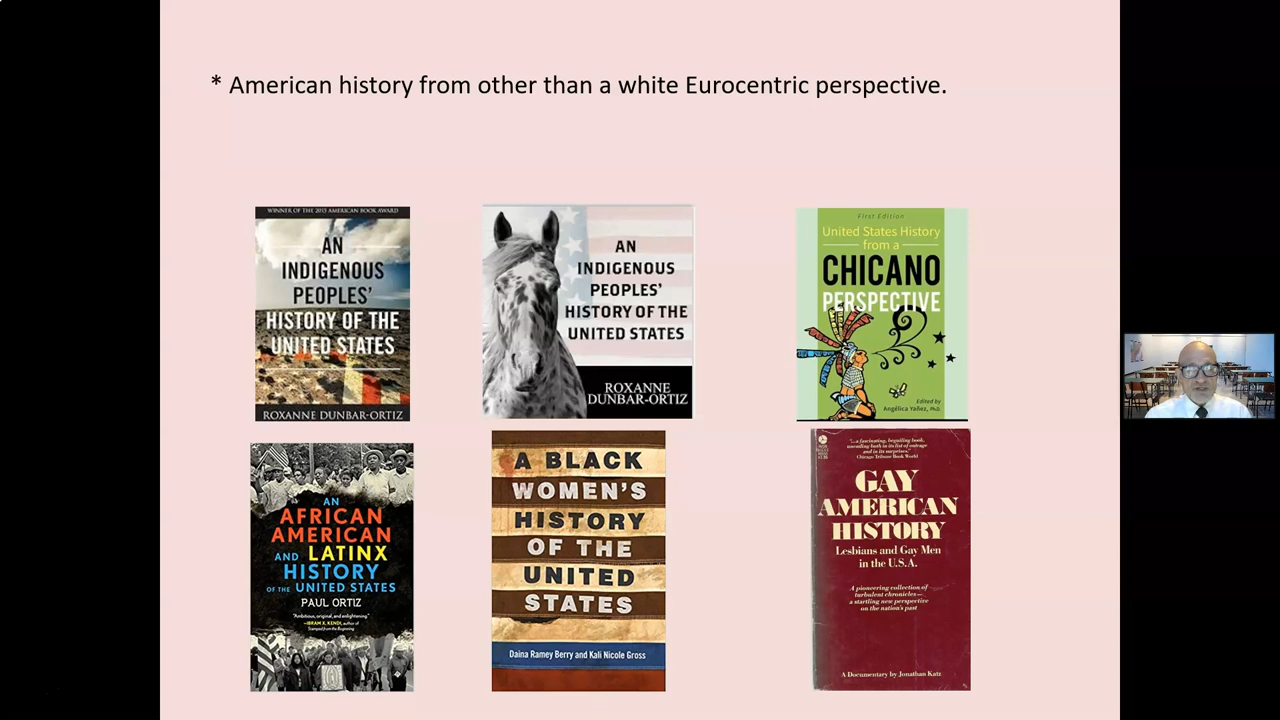 * American history from other than a white Eurocentric perspective.
WINNER OF THE 2015 AMERICAN BOOK AWARD
AN
INDIGENOUS
PEOPLES'
HISTORY OF THE
UNITED STATES
ROXANNE DUNBAR-ORTIZ
AN
INDIGENOUS
PEOPLES'
HISTORY OF THE
UNITED STATES
ROXANNE
DUNBAR-ORTIZ
First Edition
United States History
from a
CHICANO
PERSPECTIVE
Edited by
Angélica Yañez, PhD.
AN
AFRICAN
AMERICAN
AND LATINX
HISTORY
OF THE UNITED STATES
PAUL ORTIZ
"Ambitious, original, and enlightening."
—IBRAM X. KENDI, author of
Stamped from the Beginning
A BLACK
WOMEN'S
HISTORY
OF THE
UNITED
STATES
Daina Ramey Berry and Kali Nicole Gross
"...a fascinating, beguiling book,
unending both in its list of outrage
and in its surprises."
Chicago Tribune Book World
GAY
AMERICAN
HISTORY
Lesbians and Gay Men
in the U.S.A.
A pioneering collection of
turbulent chronicles—
a startling new perspective
on the nation's past
A Documentary by Jonathan Katz